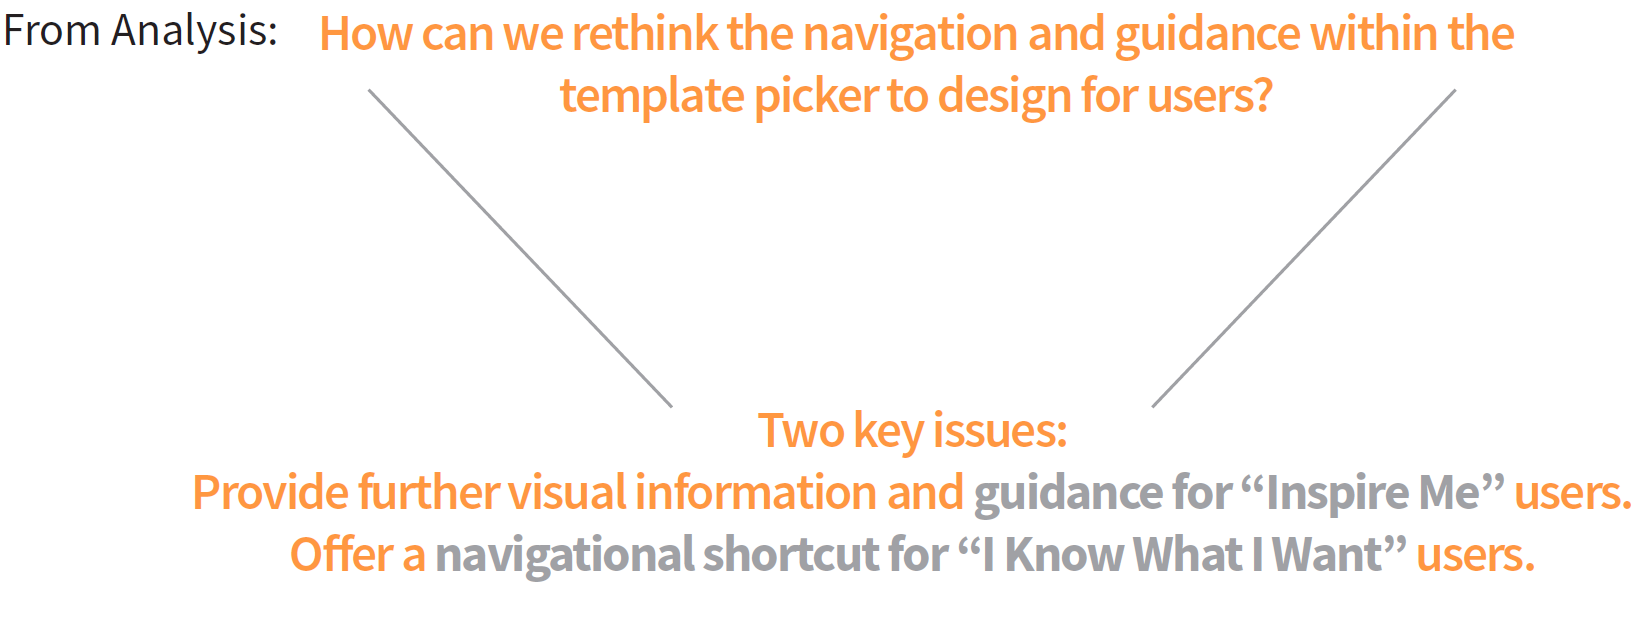 From Analysis: How can we rethink the navigation and guidance within the
template picker to design for users?
Two key issues:
Provide further visual information and guidance for “Inspire Me” users.
Offer a navigational shortcut for “I Know What I Want” users.